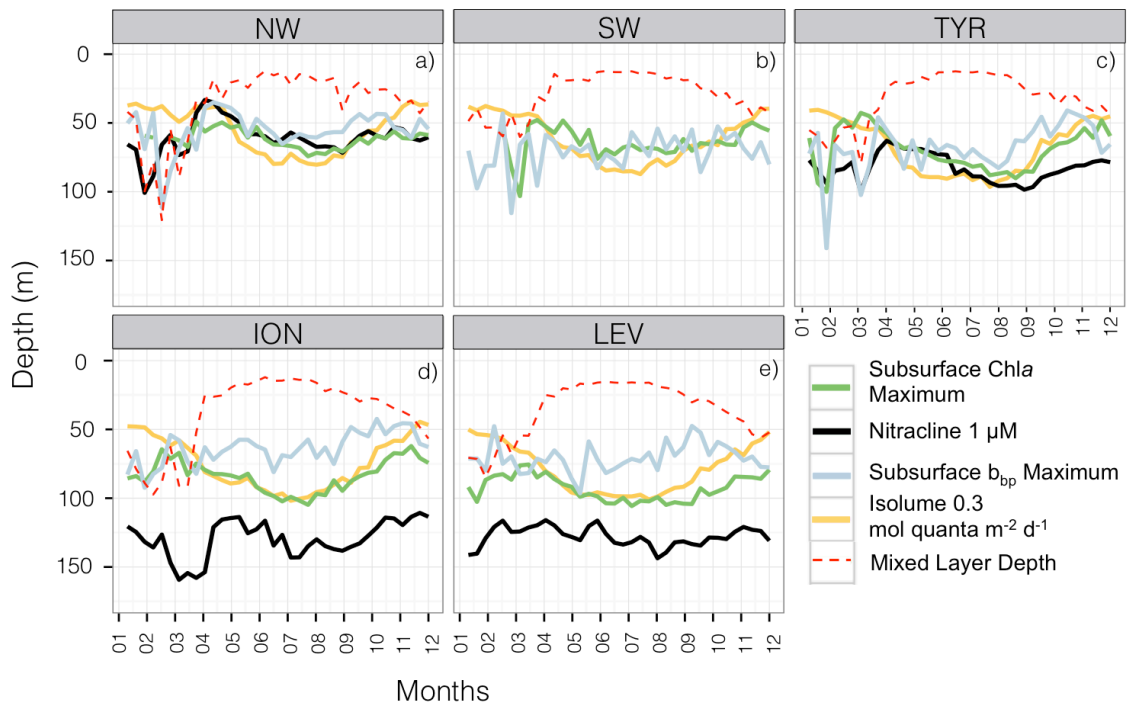 NW
SW
TYR
a)
b)
c)
0
50
100
150
01 02 03 04 05 06 07 08 09 10 11 12
Depth (m)
ION
LEV
d)
e)
0
50
100
150
01 02 03 04 05 06 07 08 09 10 11 12
01 02 03 04 05 06 07 08 09 10 11 12
Months
Subsurface Chla
Maximum
Nitracline 1 µM
Subsurface bbp Maximum
Isolume 0.3
mol quanta m⁻² d⁻¹
Mixed Layer Depth